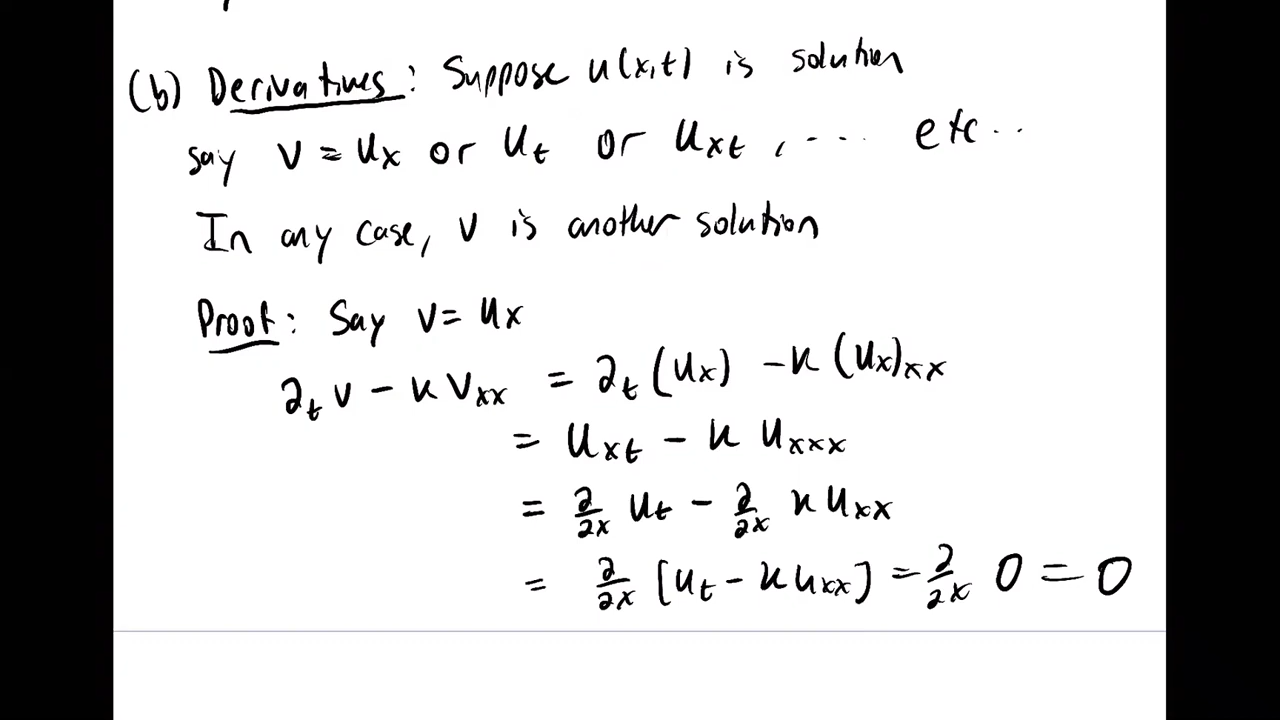 (b) Derivatives: Suppose u(x,t) is solution
say v = u_x or u_t or u_xt, .... etc...
In any case, v is another solution
Proof: Say v = u_x
∂_t v - κ v_xx = ∂_t (u_x) - κ (u_x)_xx
= u_xt - κ u_xxx
= ∂/∂x u_t - ∂/∂x κ u_xx
= ∂/∂x [u_t - κ u_xx] = ∂/∂x 0 = 0